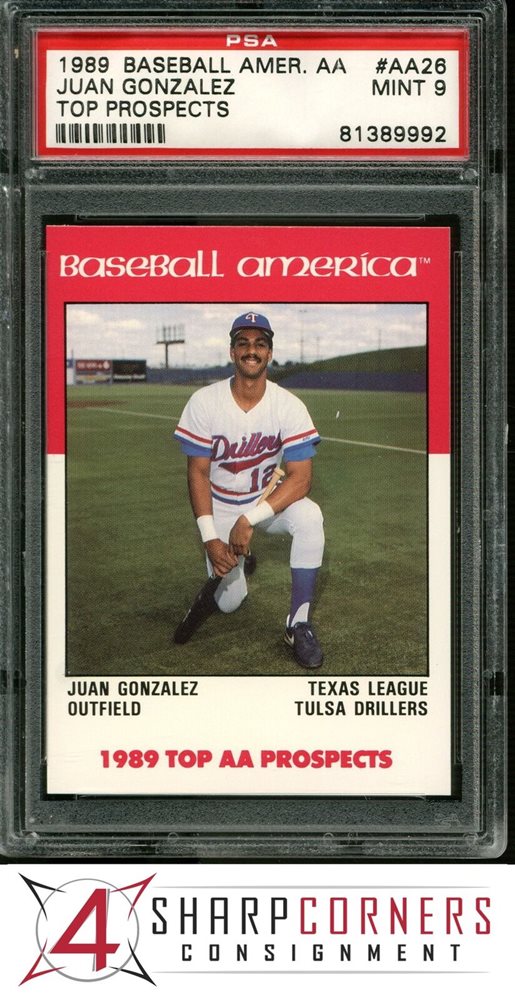 PSA
1989 BASEBALL AMER. AA #AA26
JUAN GONZALEZ MINT 9
TOP PROSPECTS
81389992
Baseball america™
T
Drillers
12
JUAN GONZALEZ TEXAS LEAGUE
OUTFIELD TULSA DRILLERS
1989 TOP AA PROSPECTS
4 SHARPCORNERS
CONSIGNMENT